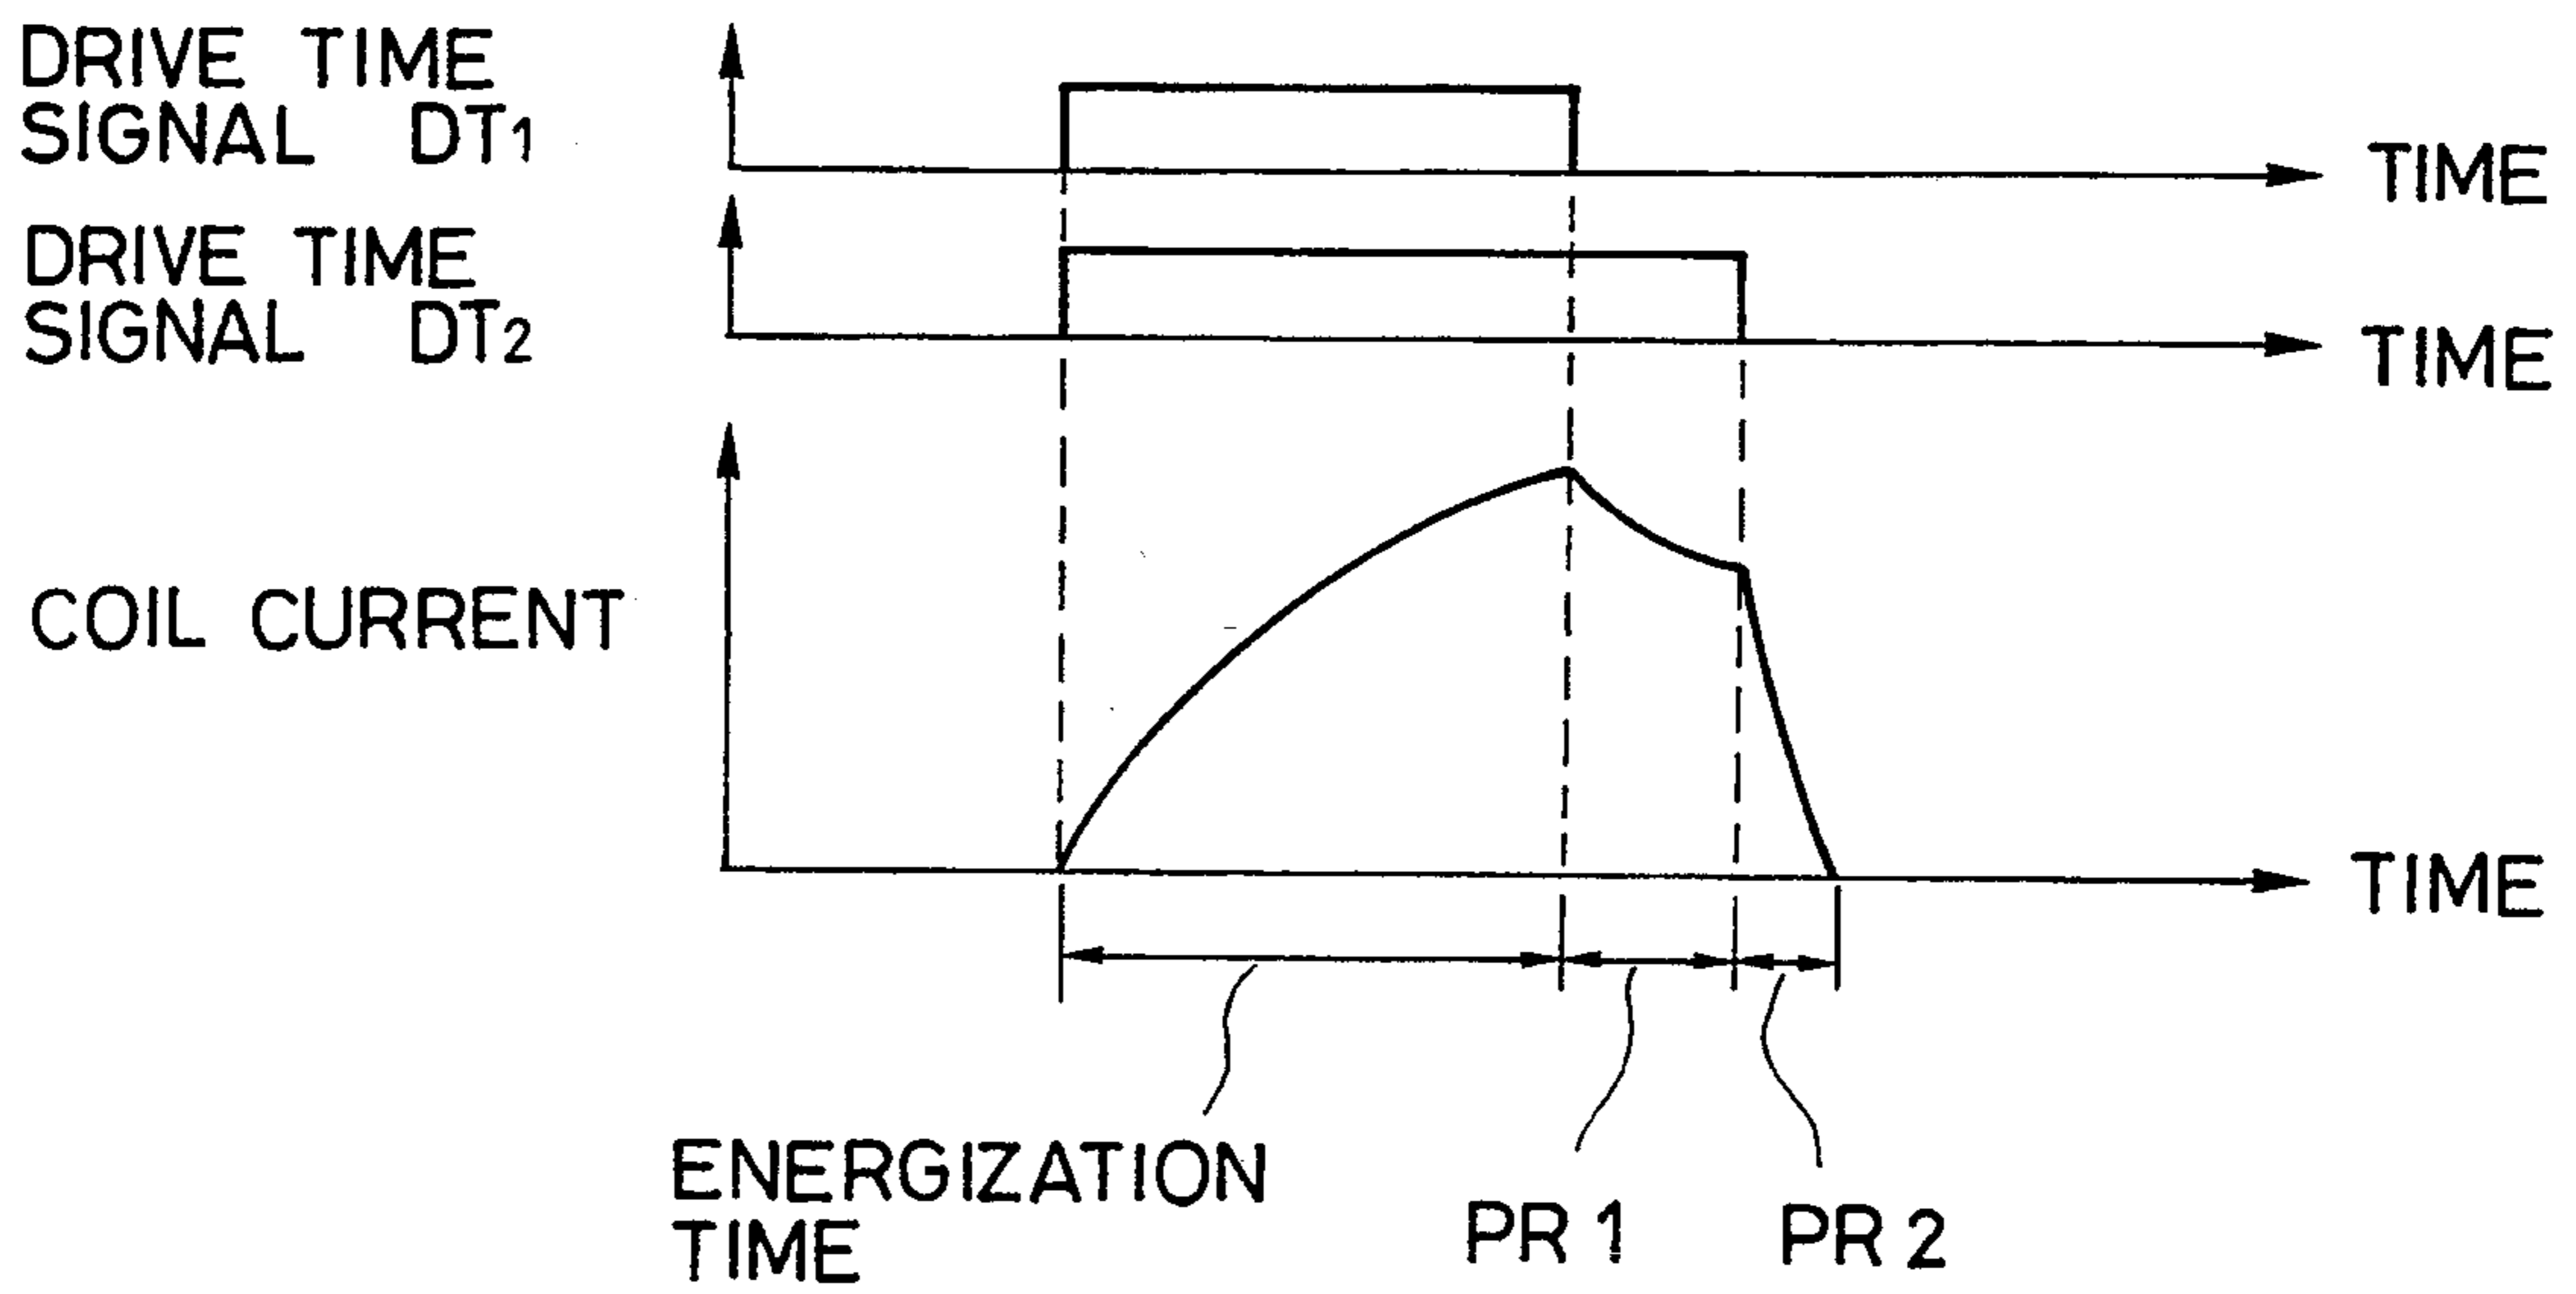 DRIVE TIME
SIGNAL DT1
TIME
DRIVE TIME
SIGNAL DT2
TIME
COIL CURRENT
TIME
ENERGIZATION
TIME
PR 1
PR 2